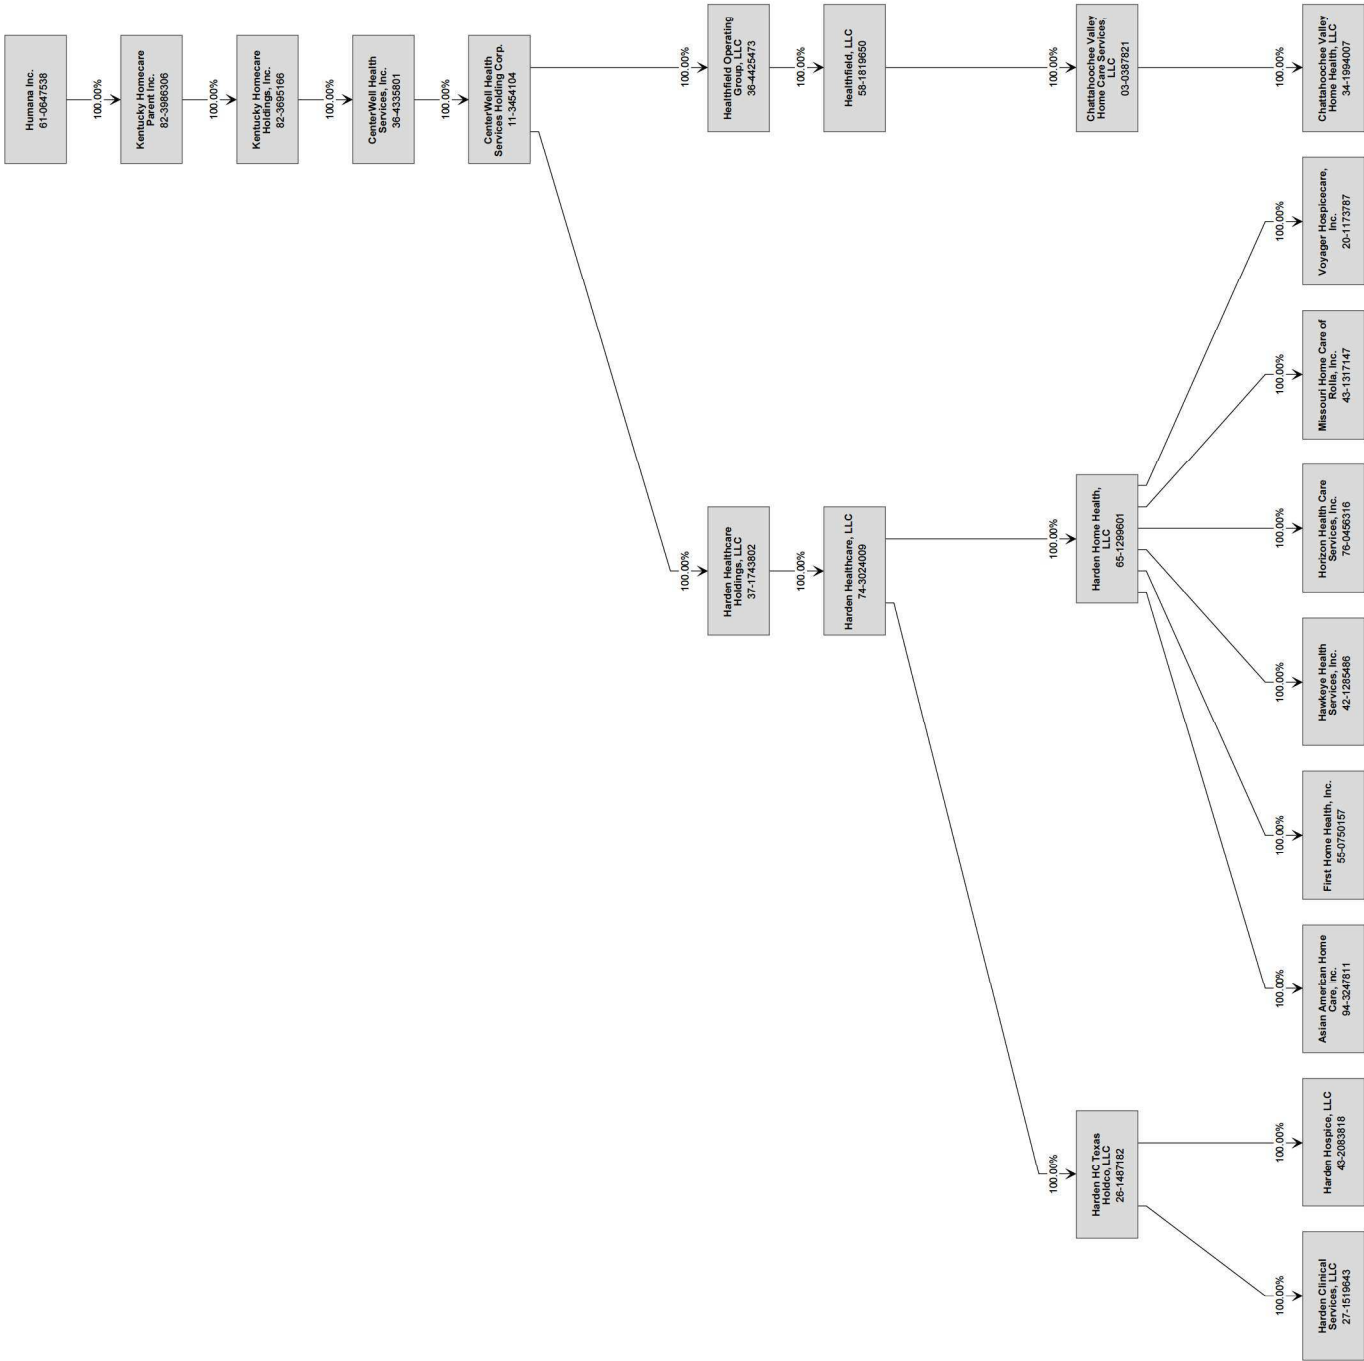 Humana Inc.
61-0647538
100.00%
Kentucky Homecare
Parent Inc.
82-3986306
100.00%
Kentucky Homecare
Holdings, Inc.
82-3695166
100.00%
CenterWell Health
Services, Inc.
36-4335801
100.00%
CenterWell Health
Services Holding Corp.
11-3454104
100.00%
Healthfield Operating
Group, LLC
36-4425473
100.00%
Healthfield, LLC
58-1819650
100.00%
Chattahoochee Valley
Home Care Services,
LLC
03-0387821
100.00%
Chattahoochee Valley
Home Health, LLC
34-1994007
100.00%
Harden Healthcare
Holdings, LLC
37-1743802
100.00%
Harden Healthcare, LLC
74-3024009
100.00%
Harden Home Health,
LLC
65-1299601
100.00%
Voyager Hospicecare,
Inc.
20-1173787
100.00%
Missouri Home Care of
Rolla, Inc.
43-1317147
100.00%
Horizon Health Care
Services, Inc.
76-0456316
100.00%
Hawkeye Health
Services, Inc.
42-1285486
100.00%
First Home Health, Inc.
55-0750157
100.00%
Asian American Home
Care, Inc.
94-3247811
100.00%
Harden HC Texas
Holdco, LLC
26-1487182
100.00%
Harden Hospice, LLC
43-2083818
100.00%
Harden Clinical
Services, LLC
27-1519643